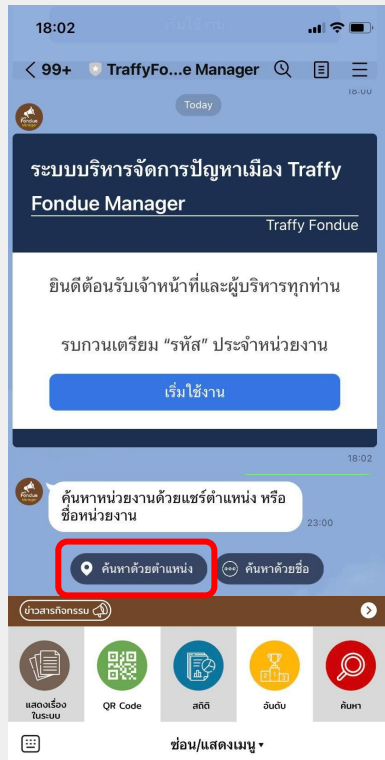 18:02
99+ TraffyFo...e Manager
18:00
Today
ระบบบริหารจัดการปัญหาเมือง Traffy
Fondue Manager
Traffy Fondue
ยินดีต้อนรับเจ้าหน้าที่และผู้บริหารทุกท่าน
รบกวนเตรียม “รหัส” ประจำหน่วยงาน
เริ่มใช้งาน
18:02
ค้นหาหน่วยงานด้วยแชร์ตำแหน่ง หรือ
ชื่อหน่วยงาน
23:00
ค้นหาด้วยตำแหน่ง
ค้นหาด้วยชื่อ
ข่าวสารกิจกรรม
แสดงเรื่อง
ในระบบ
QR Code
สถิติ
อันดับ
ค้นหา
ซ่อน/แสดงเมนู